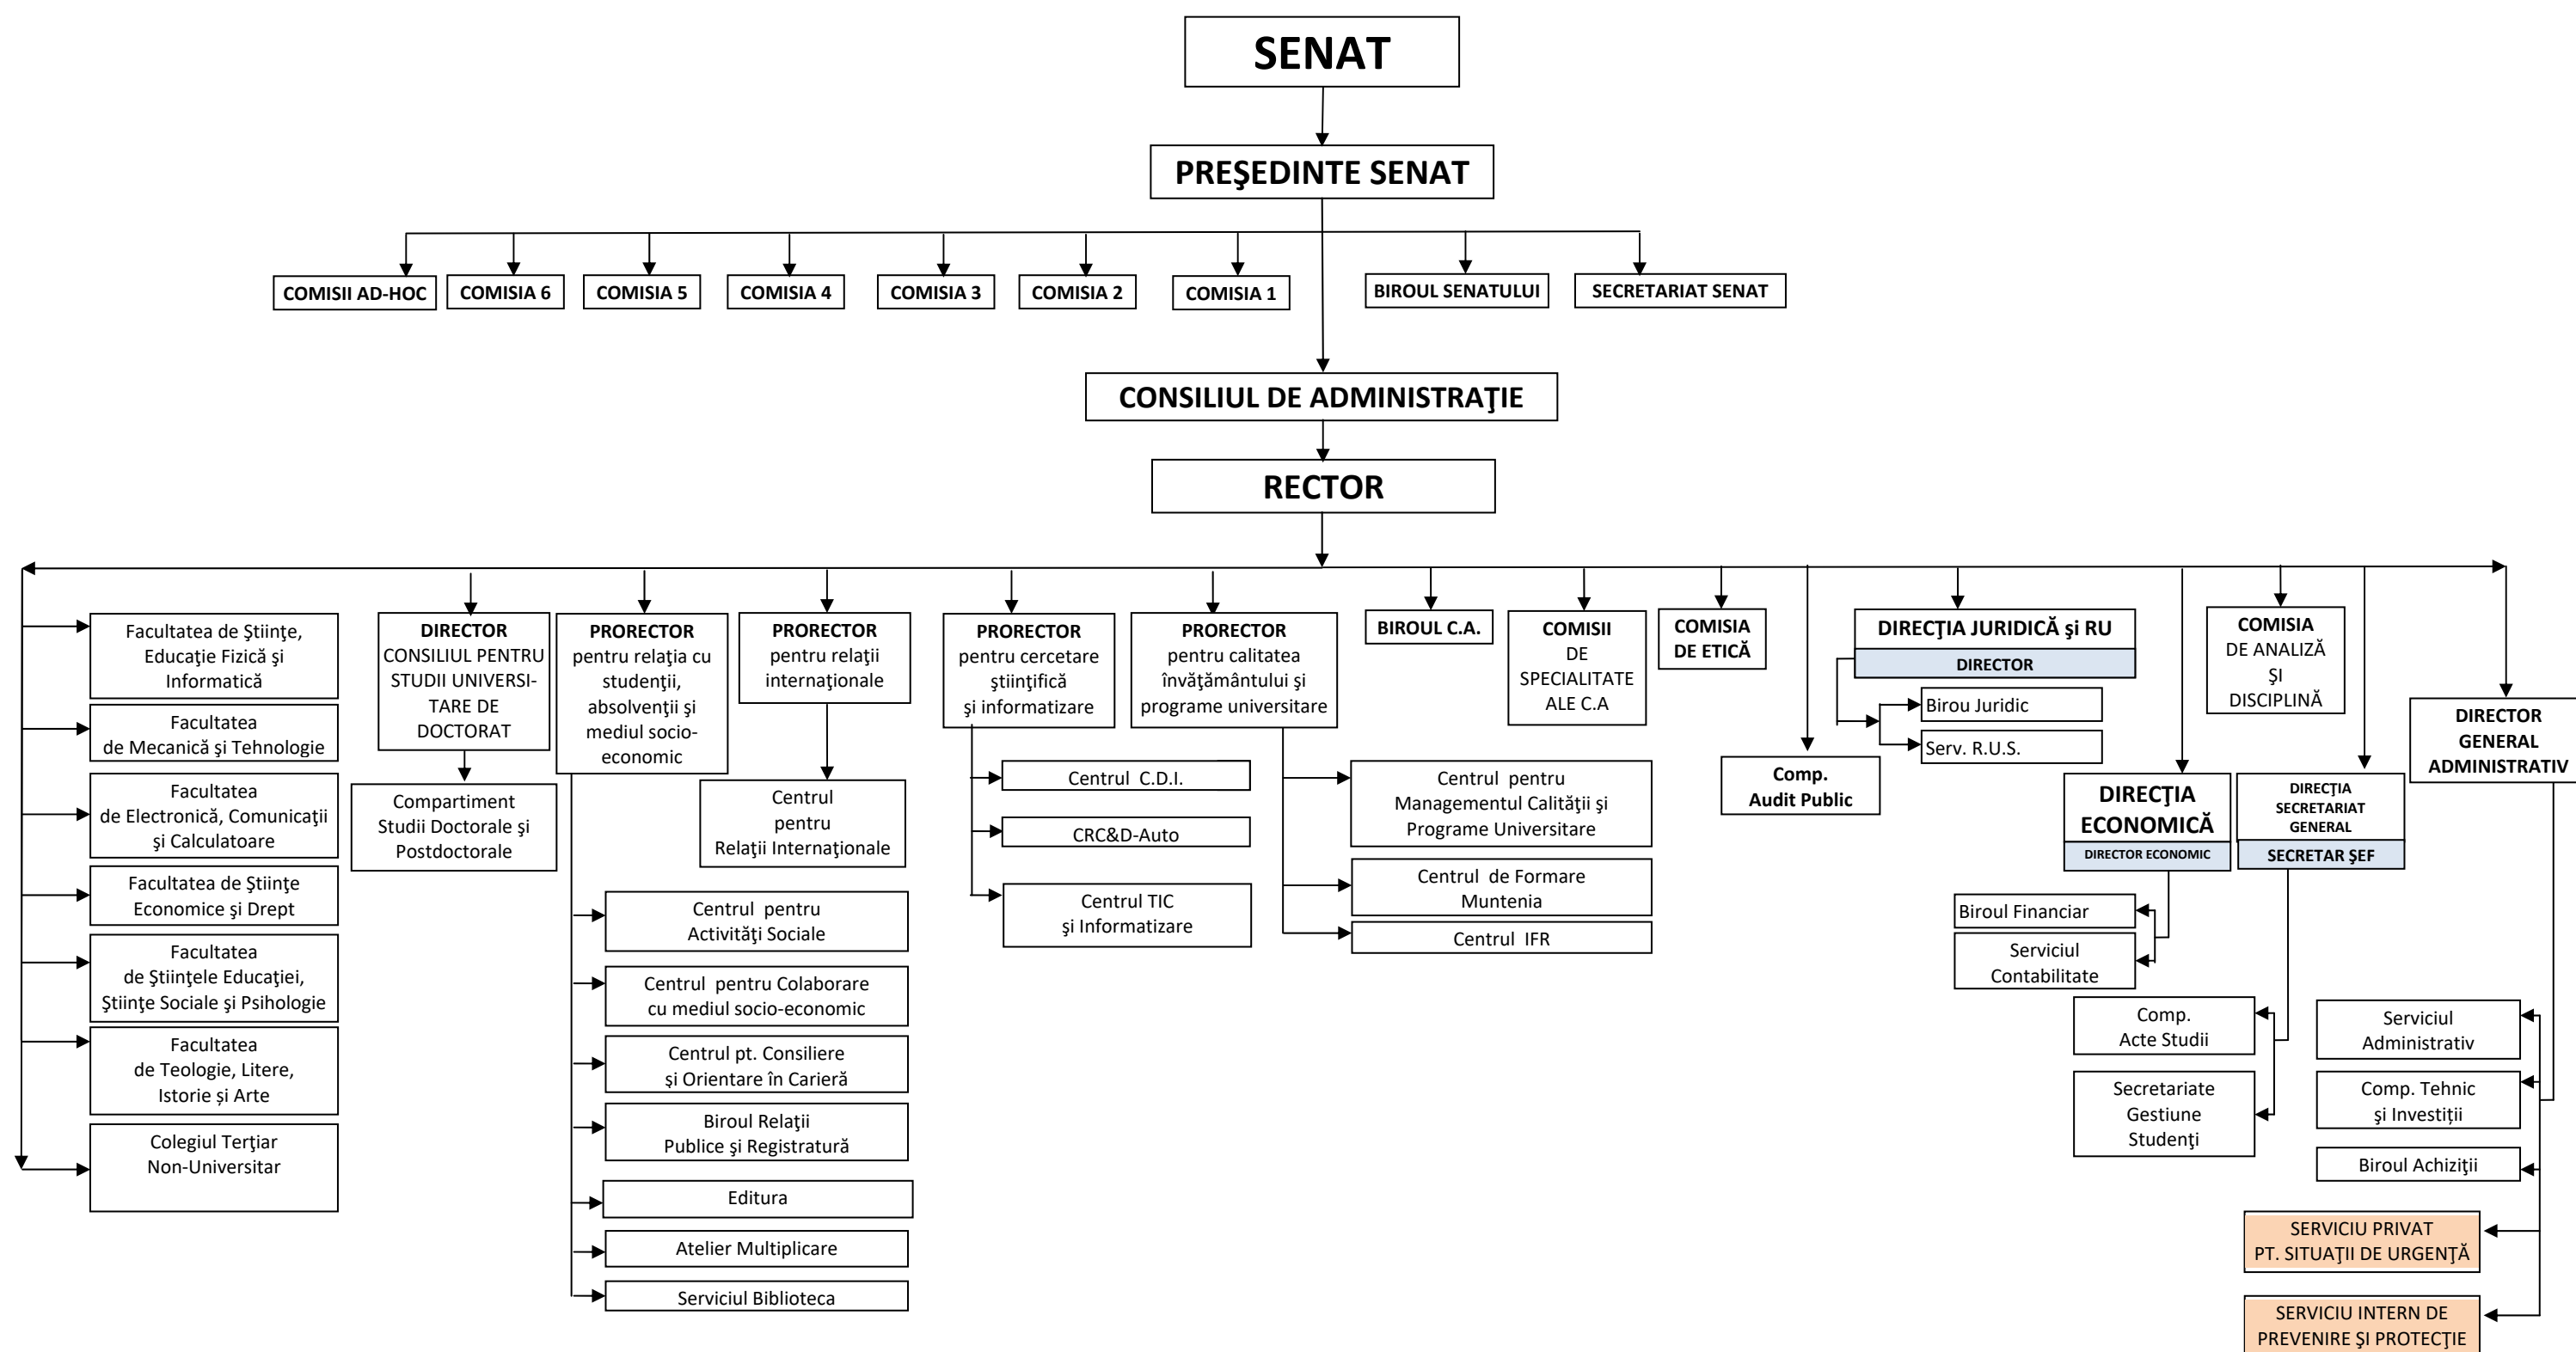 SENAT
PREŞEDINTE SENAT
COMISII AD-HOC
COMISIA 6
COMISIA 5
COMISIA 4
COMISIA 3
COMISIA 2
COMISIA 1
BIROUL SENATULUI
SECRETARIAT SENAT
CONSILIUL DE ADMINISTRAŢIE
RECTOR
Facultatea de Ştiinţe,
Educaţie Fizică şi
Informatică
Facultatea
de Mecanică şi Tehnologie
Facultatea
de Electronică, Comunicaţii
şi Calculatoare
Facultatea de Ştiinţe
Economice şi Drept
Facultatea
de Ştiinţele Educaţiei,
Ştiinţe Sociale şi Psihologie
Facultatea
de Teologie, Litere,
Istorie și Arte
Colegiul Terţiar
Non-Universitar
DIRECTOR
CONSILIUL PENTRU
STUDII UNIVERSI-
TARE DE
DOCTORAT
Compartiment
Studii Doctorale şi
Postdoctorale
PRORECTOR
pentru relaţia cu
studenţii,
absolvenţii şi
mediul socio-
economic
Centrul pentru
Activităţi Sociale
Centrul pentru Colaborare
cu mediul socio-economic
Centrul pt. Consiliere
şi Orientare în Carieră
Biroul Relaţii
Publice şi Registratură
Editura
Atelier Multiplicare
Serviciul Biblioteca
PRORECTOR
pentru relaţii
internaţionale
Centrul
pentru
Relaţii Internaţionale
PRORECTOR
pentru cercetare
ştiinţifică
şi informatizare
Centrul C.D.I.
CRC&D-Auto
Centrul TIC
şi Informatizare
PRORECTOR
pentru calitatea
învăţământului şi
programe universitare
Centrul pentru
Managementul Calităţii şi
Programe Universitare
Centrul de Formare
Muntenia
Centrul IFR
BIROUL C.A.
COMISII
DE
SPECIALITATE
ALE C.A
COMISIA
DE ETICĂ
Comp.
Audit Public
DIRECŢIA JURIDICĂ şi RU
DIRECTOR
Birou Juridic
Serv. R.U.S.
DIRECŢIA
ECONOMICĂ
DIRECTOR ECONOMIC
Biroul Financiar
Serviciul
Contabilitate
COMISIA
DE ANALIZĂ
ŞI
DISCIPLINĂ
DIRECŢIA
SECRETARIAT
GENERAL
SECRETAR ŞEF
Comp.
Acte Studii
Secretariate
Gestiune
Studenţi
DIRECTOR
GENERAL
ADMINISTRATIV
Serviciul
Administrativ
Comp. Tehnic
şi Investiții
Biroul Achiziţii
SERVICIU PRIVAT
PT. SITUAŢII DE URGENŢĂ
SERVICIU INTERN DE
PREVENIRE ŞI PROTECŢIE